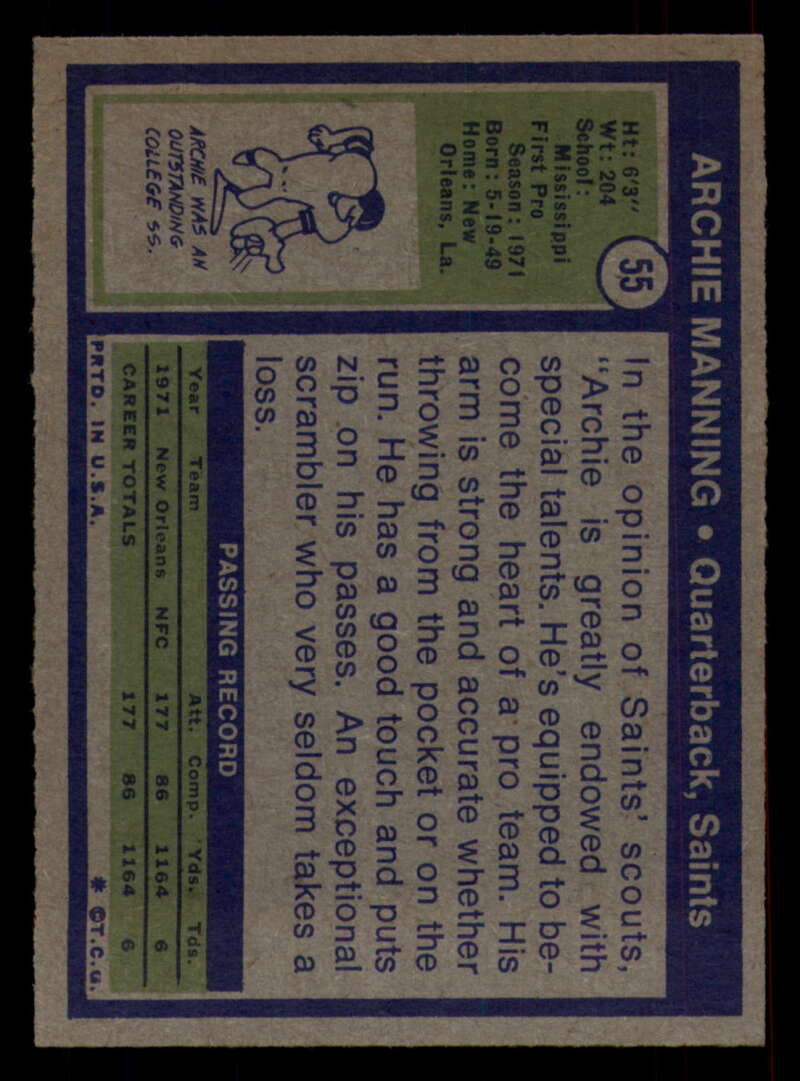 ARCHIE MANNING • Quarterback, Saints
55
Ht: 6'3"
Wt: 204
School:
Mississippi
First Pro
Season: 1971
Born: 5-19-49
Home: New
Orleans, La.
ARCHIE WAS AN
OUTSTANDING
COLLEGE SS.
In the opinion of Saints' scouts,
"Archie is greatly endowed with
special talents. He's equipped to be-
come the heart of a pro team. His
arm is strong and accurate whether
throwing from the pocket or on the
run. He has a good touch and puts
zip on his passes. An exceptional
scrambler who very seldom takes a
loss.
PASSING RECORD
Year Team Att. Comp. Yds. Tds.
1971 New Orleans NFC 177 86 1164 6
CAREER TOTALS 177 86 1164 6
PRTD. IN U.S.A. * ©T.C.G.